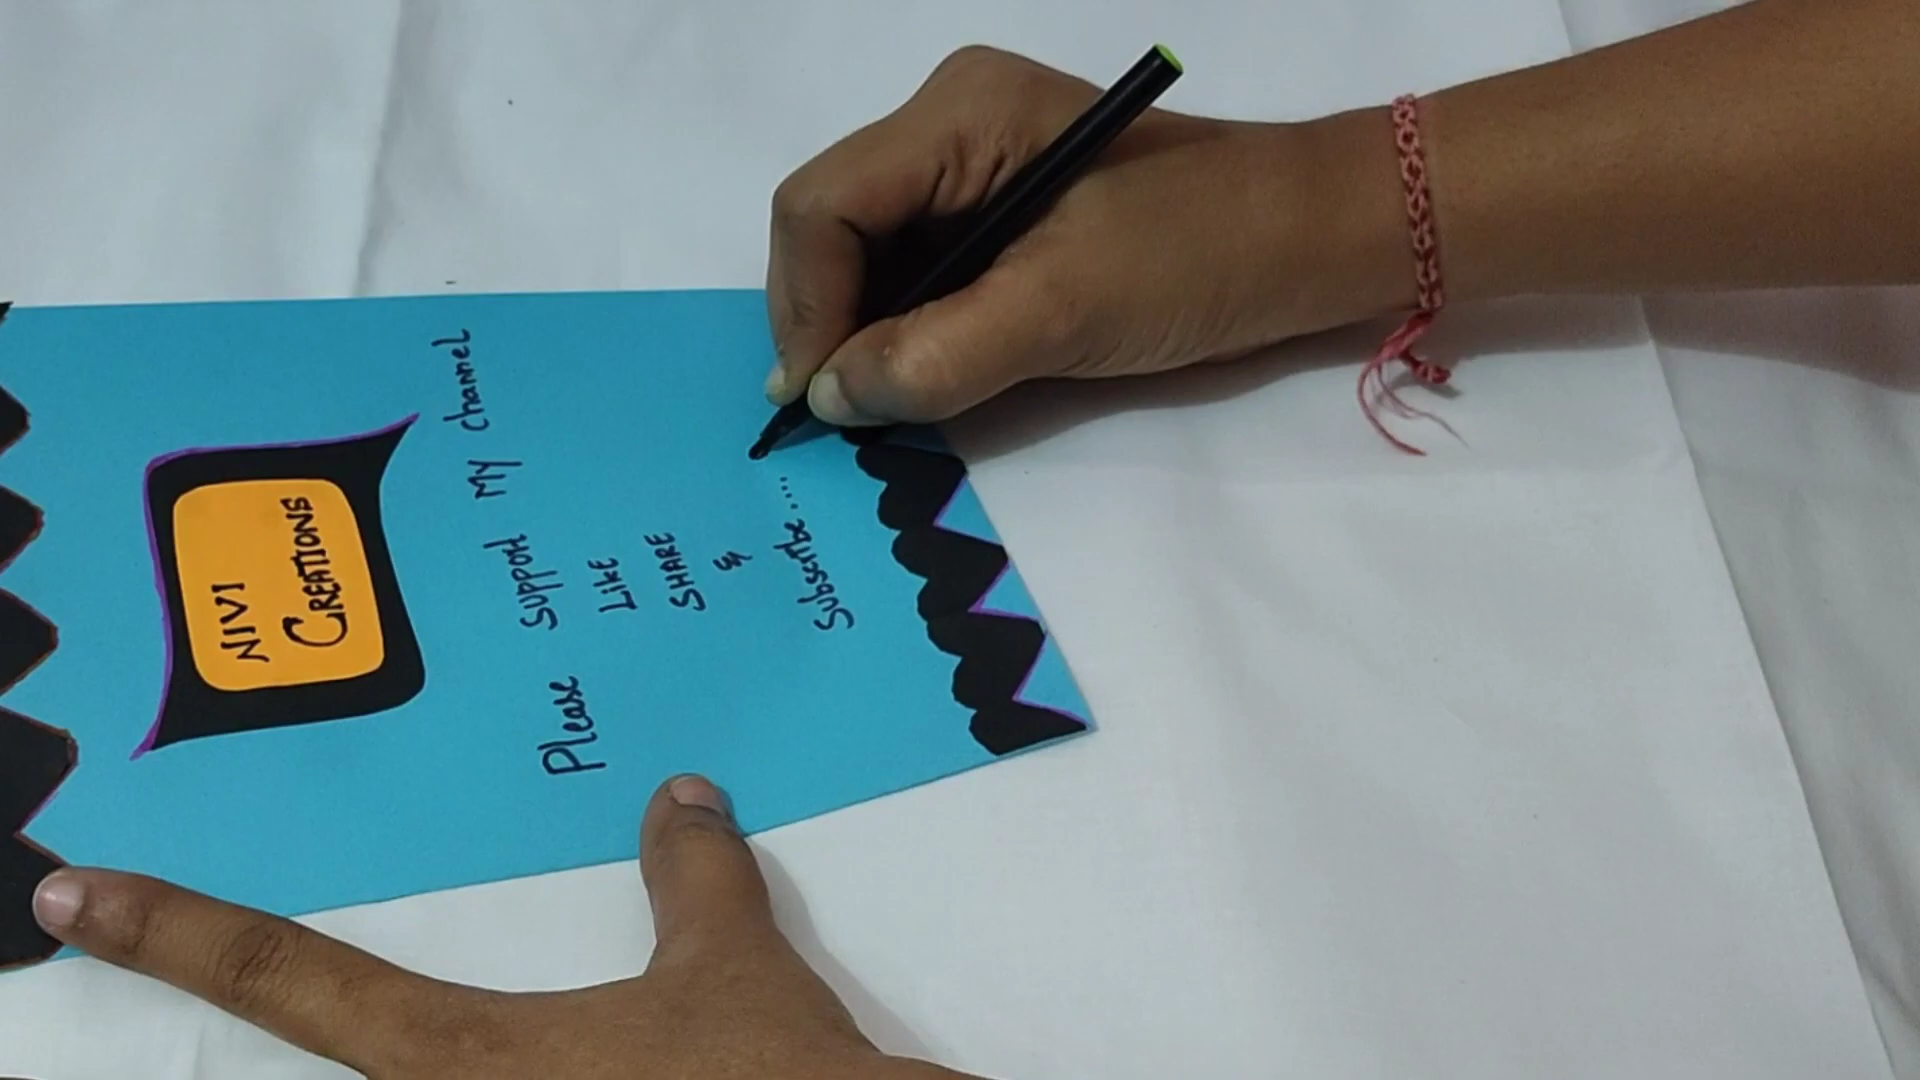 NIVI
CREATIONS
Please support My channel
LIKE
SHARE
&
Subscribe....